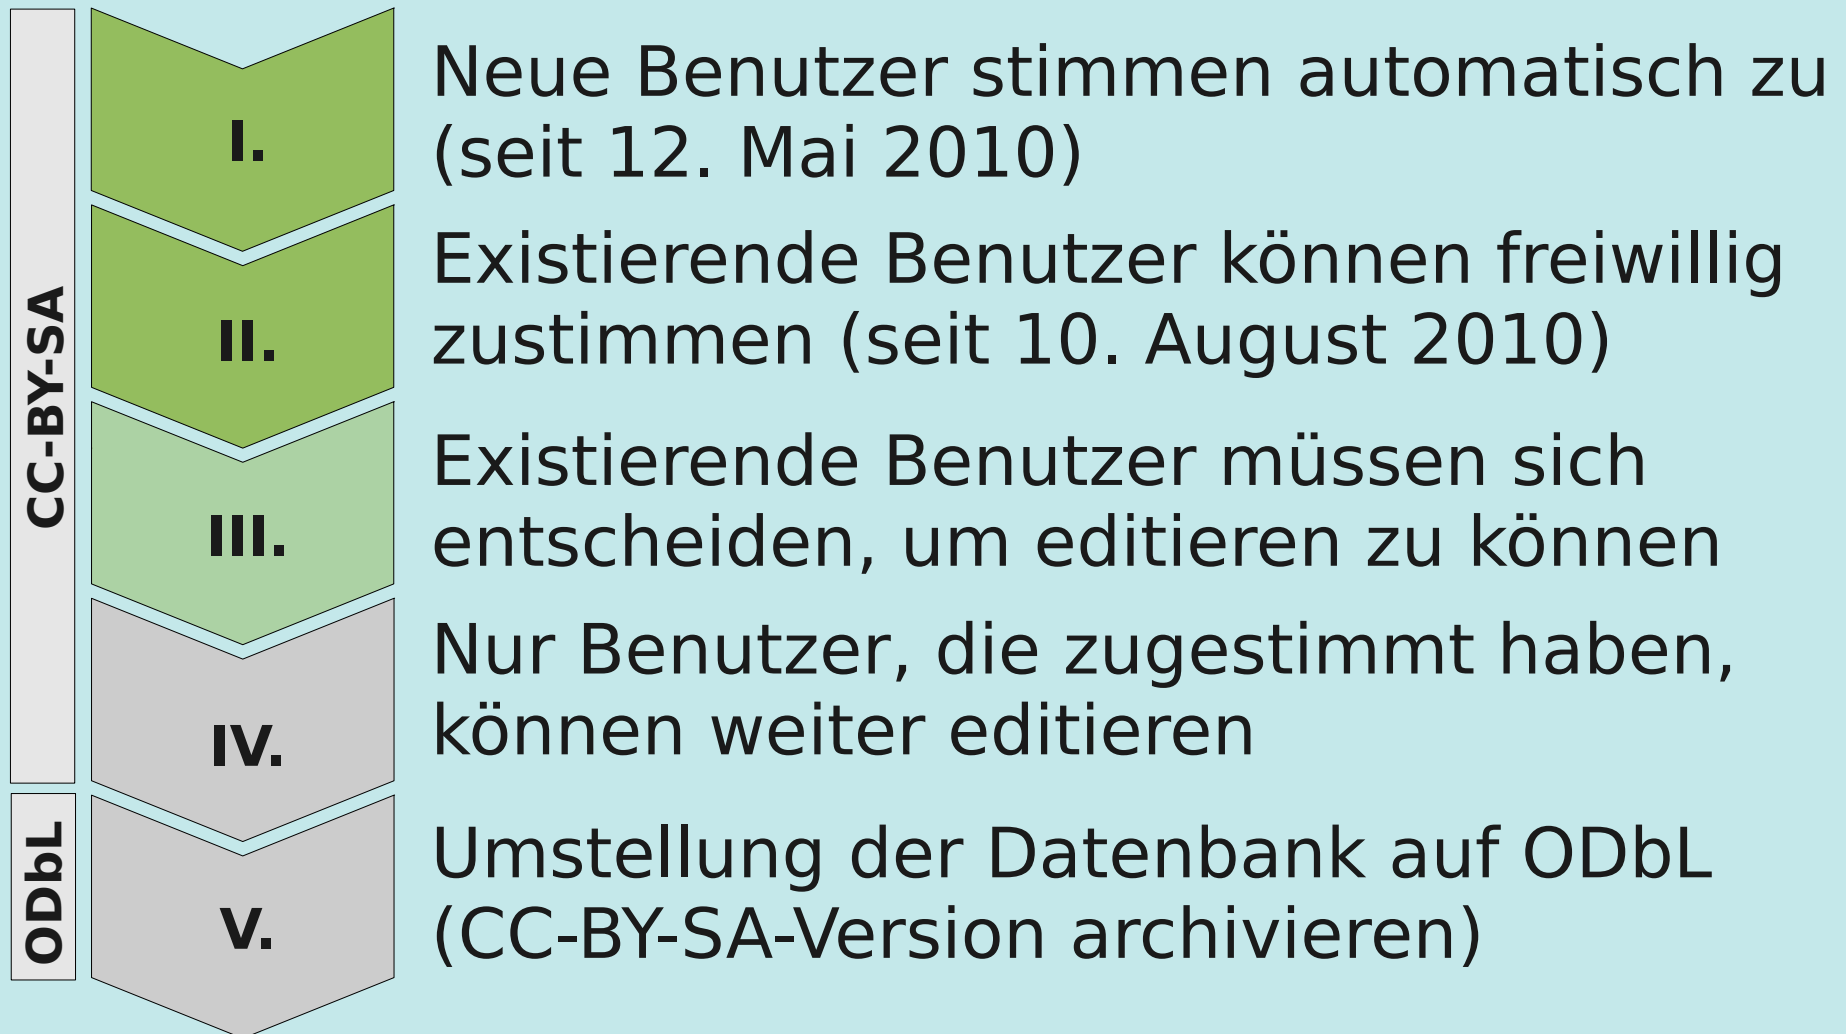 CC-BY-SA
I.
Neue Benutzer stimmen automatisch zu
(seit 12. Mai 2010)
II.
Existierende Benutzer können freiwillig
zustimmen (seit 10. August 2010)
III.
Existierende Benutzer müssen sich
entscheiden, um editieren zu können
IV.
Nur Benutzer, die zugestimmt haben,
können weiter editieren
ODbL
V.
Umstellung der Datenbank auf ODbL
(CC-BY-SA-Version archivieren)